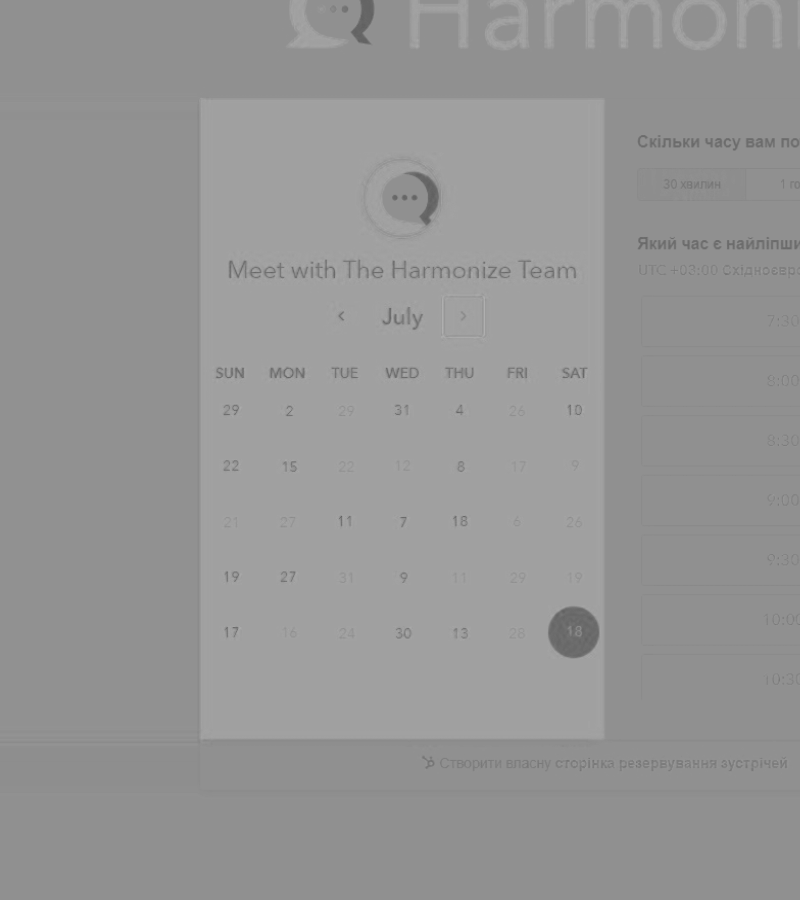 Harmoni
Meet with The Harmonize Team
July
SUN MON TUE WED THU FRI SAT
29 2 29 31 4 26 10
22 15 22 12 8 17 9
21 27 11 7 18 6 26
19 27 31 9 11 29 19
17 16 24 30 13 28 18
Скільки часу вам по
30 хвилин 1 го
Який час є найліпши
UTC +03:00 Східноєвро
7:30
8:00
8:30
9:00
9:30
10:00
10:30
Створити власну сторінка резервування зустрічей